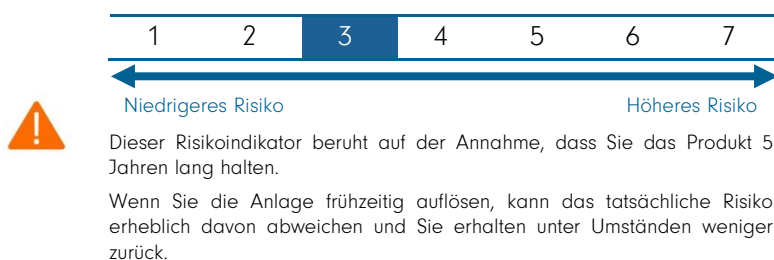 1 2 3 4 5 6 7
Niedrigeres Risiko Höheres Risiko
Dieser Risikoindikator beruht auf der Annahme, dass Sie das Produkt 5
Jahren lang halten.
Wenn Sie die Anlage frühzeitig auflösen, kann das tatsächliche Risiko
erheblich davon abweichen und Sie erhalten unter Umständen weniger
zurück.